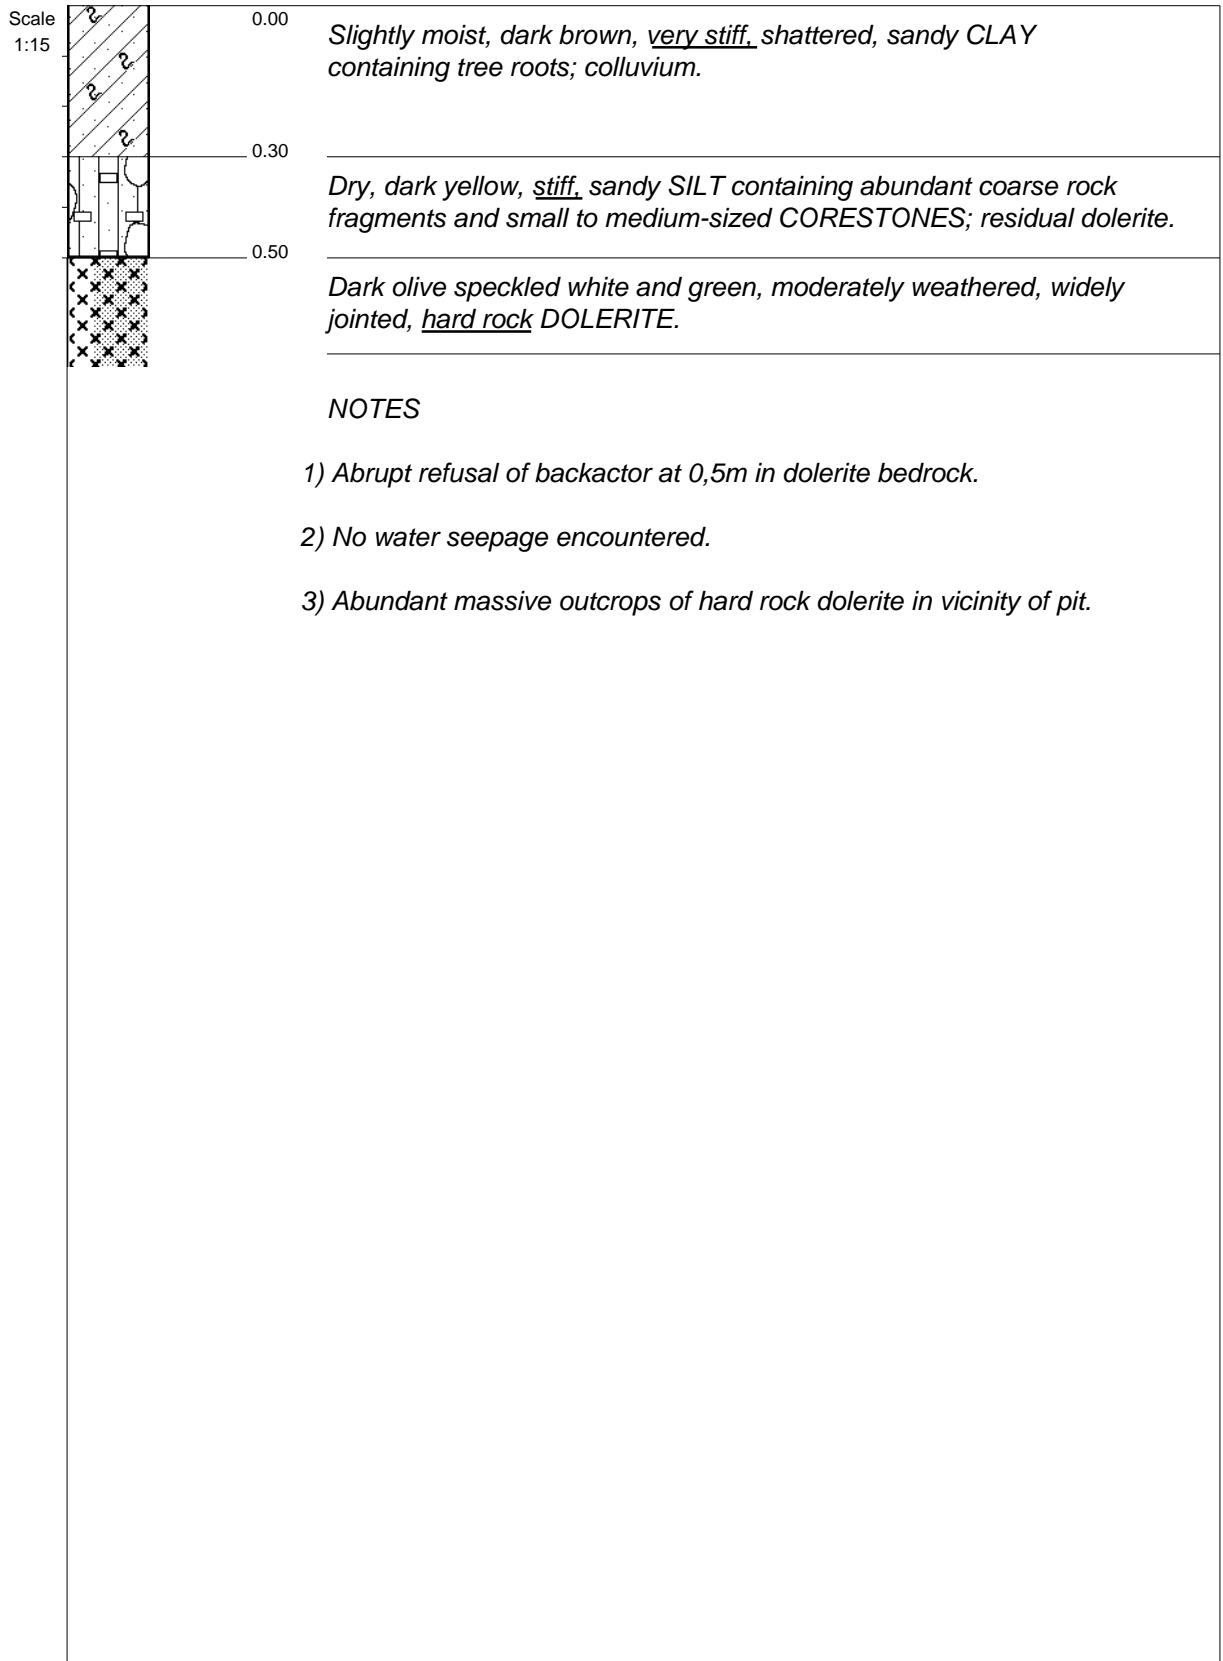 Scale
1:15
0.00
Slightly moist, dark brown, very stiff, shattered, sandy CLAY
containing tree roots; colluvium.
0.30
Dry, dark yellow, stiff, sandy SILT containing abundant coarse rock
fragments and small to medium-sized CORESTONES; residual dolerite.
0.50
Dark olive speckled white and green, moderately weathered, widely
jointed, hard rock DOLERITE.
NOTES
1) Abrupt refusal of backactor at 0,5m in dolerite bedrock.
2) No water seepage encountered.
3) Abundant massive outcrops of hard rock dolerite in vicinity of pit.